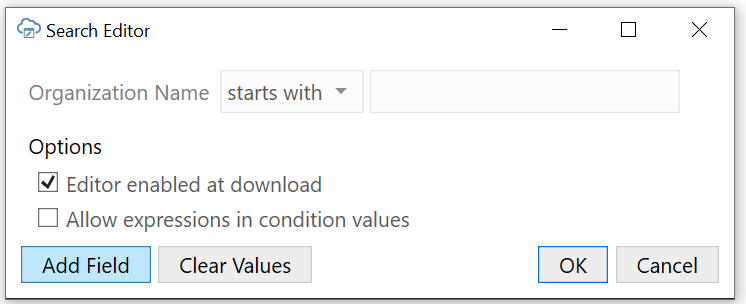 Search Editor
Organization Name starts with
Options
Editor enabled at download
Allow expressions in condition values
Add Field Clear Values OK Cancel